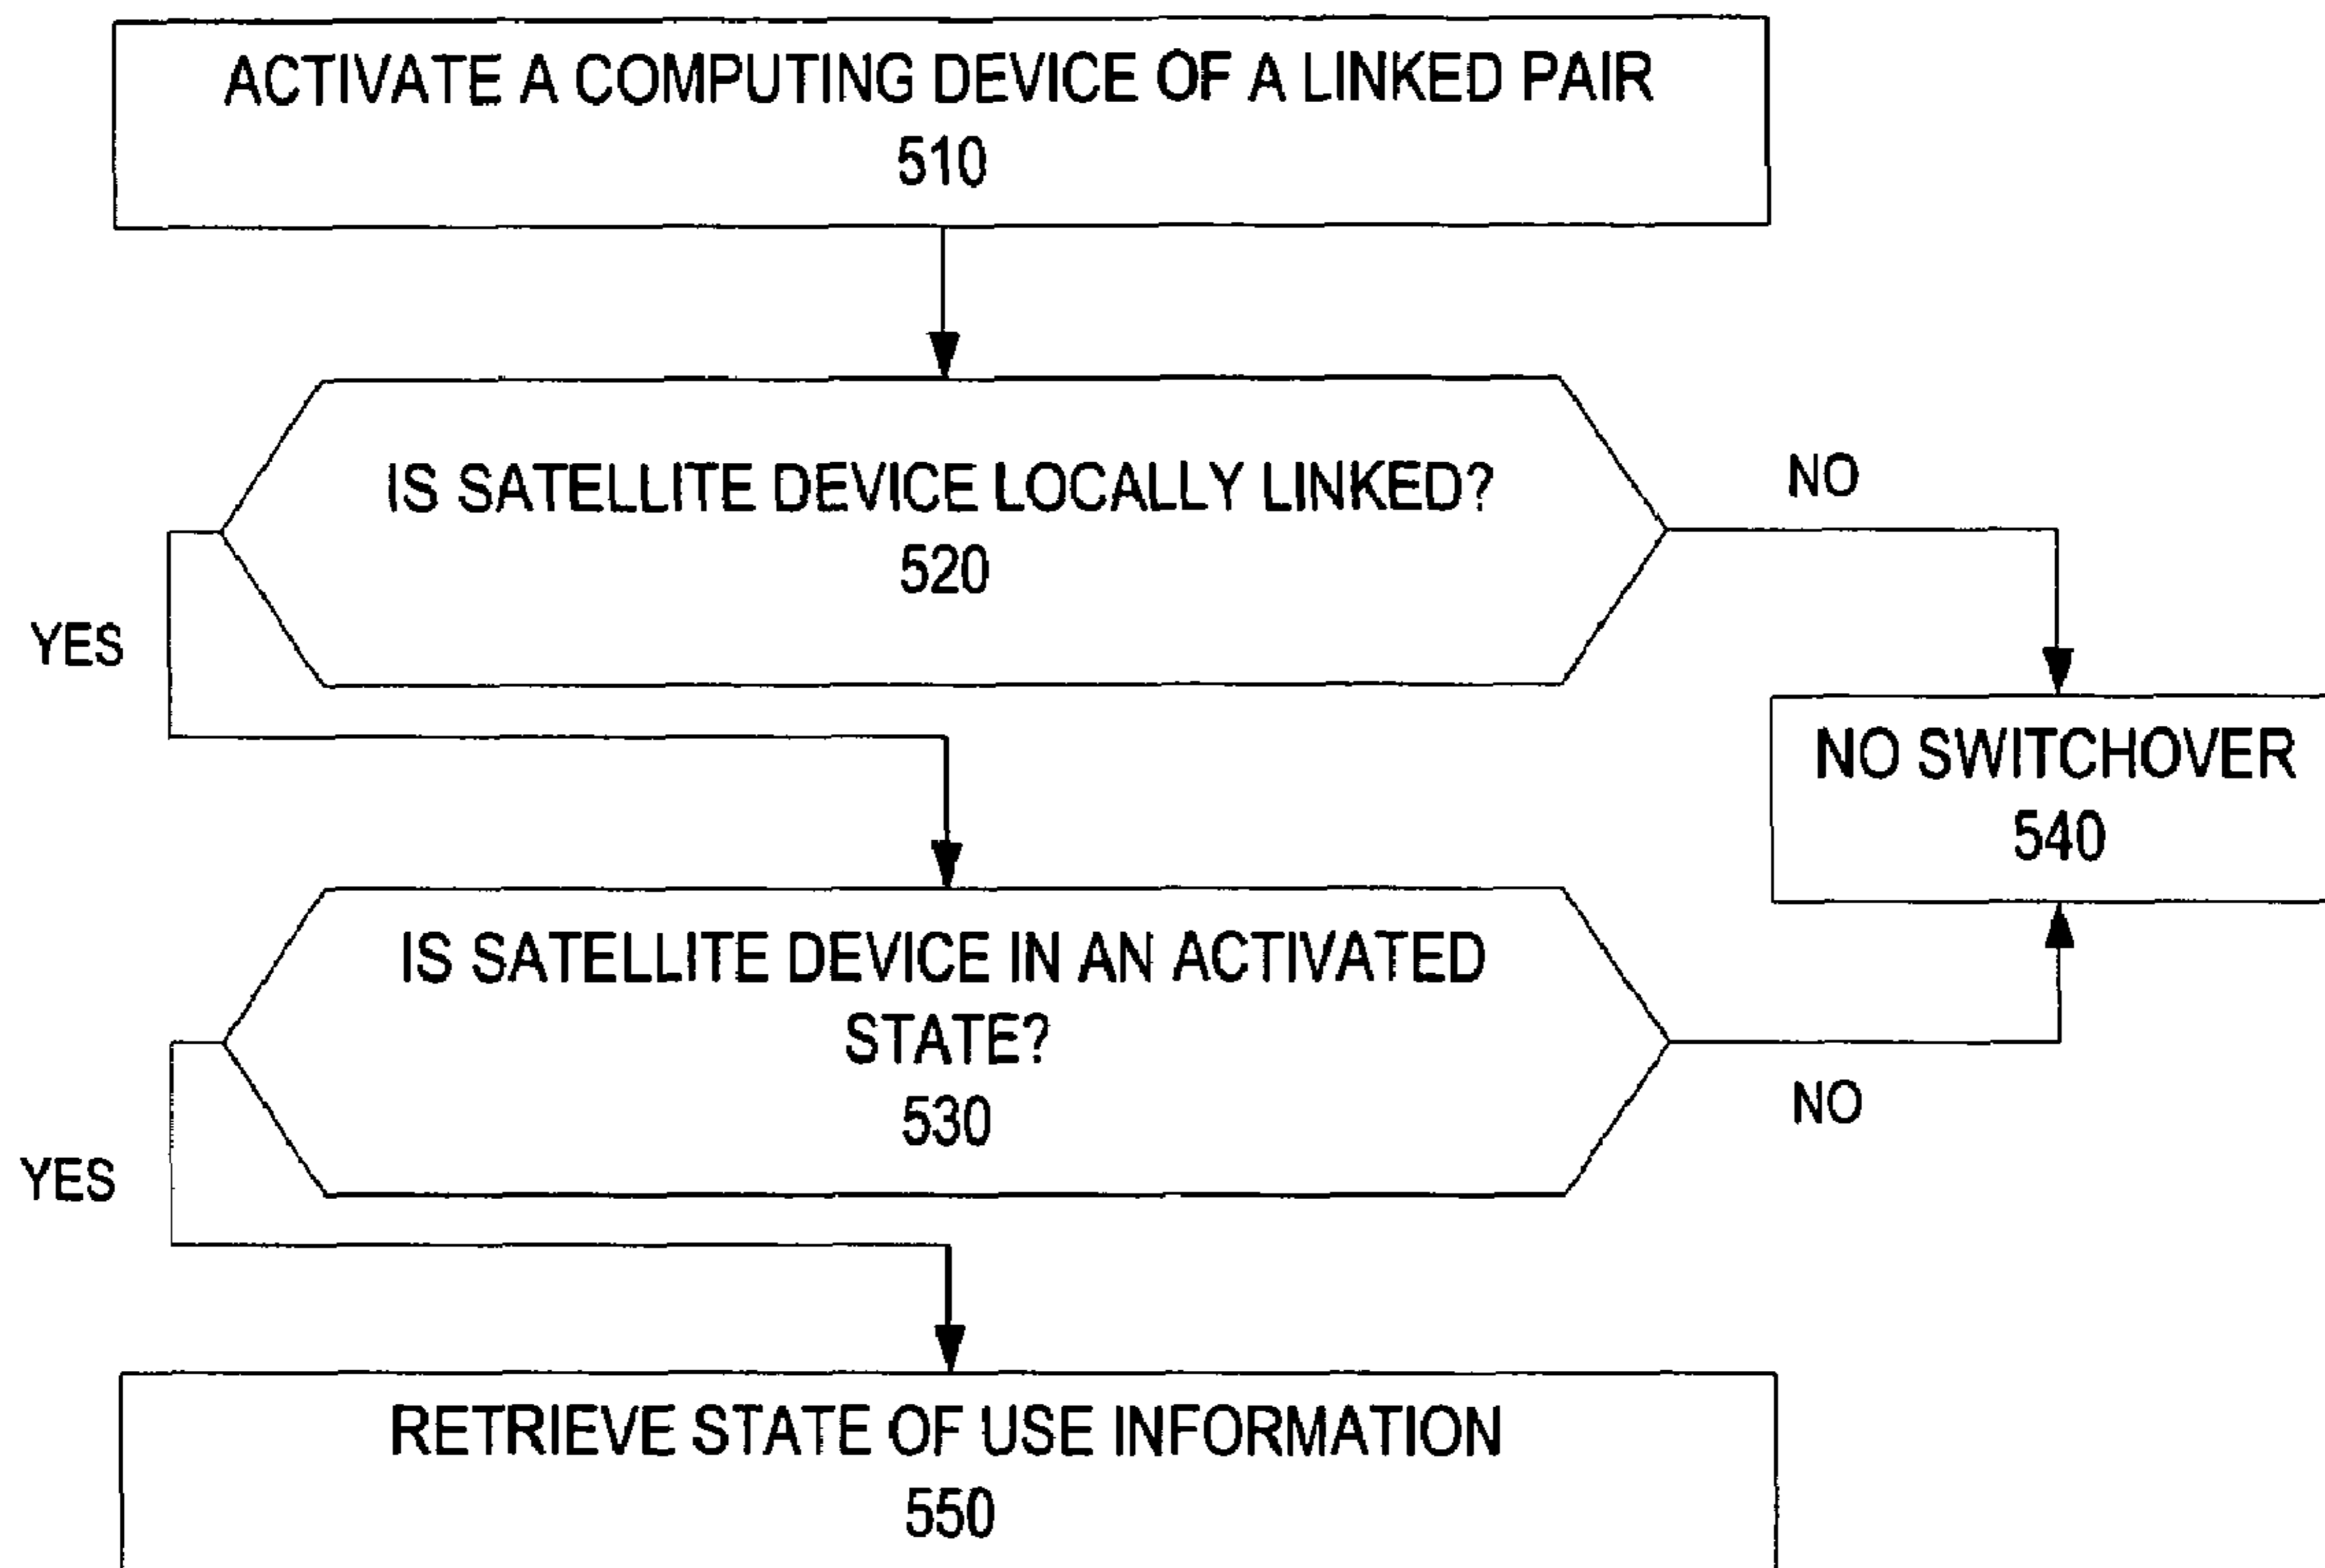 ACTIVATE A COMPUTING DEVICE OF A LINKED PAIR
510
IS SATELLITE DEVICE LOCALLY LINKED?
520
NO
YES
NO SWITCHOVER
540
IS SATELLITE DEVICE IN AN ACTIVATED
STATE?
530
NO
YES
RETRIEVE STATE OF USE INFORMATION
550